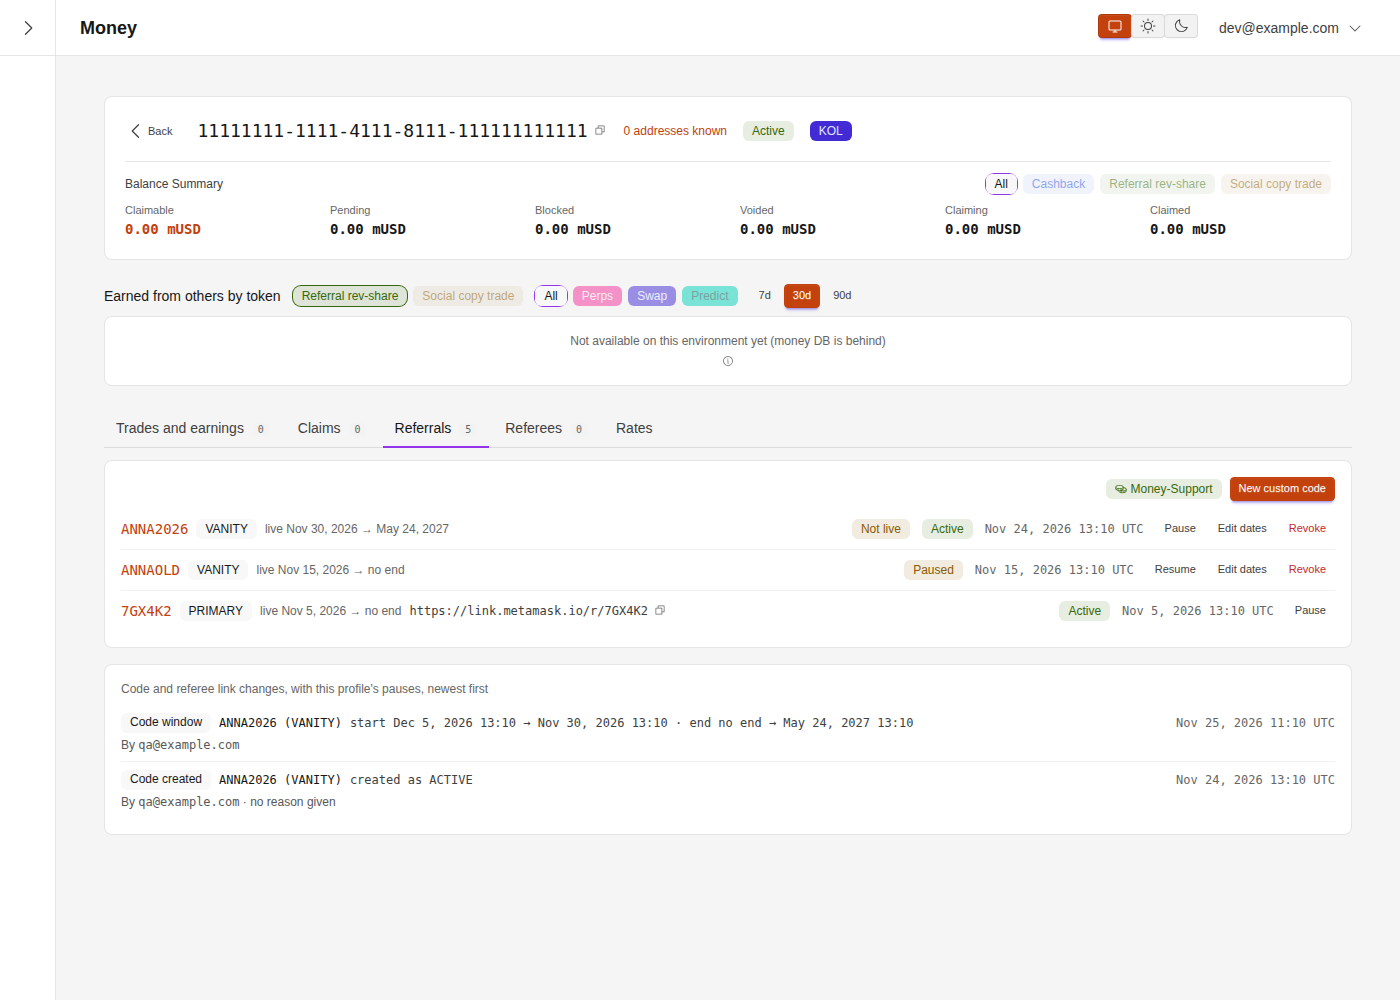 Money
dev@example.com
Back 11111111-1111-4111-8111-111111111111 0 addresses known Active KOL
Balance Summary All Cashback Referral rev-share Social copy trade
Claimable Pending Blocked Voided Claiming Claimed
0.00 mUSD 0.00 mUSD 0.00 mUSD 0.00 mUSD 0.00 mUSD 0.00 mUSD
Earned from others by token Referral rev-share Social copy trade All Perps Swap Predict 7d 30d 90d
Not available on this environment yet (money DB is behind)
Trades and earnings 0 Claims 0 Referrals 5 Referees 0 Rates
Money-Support New custom code
ANNA2026 VANITY live Nov 30, 2026 → May 24, 2027 Not live Active Nov 24, 2026 13:10 UTC Pause Edit dates Revoke
ANNAOLD VANITY live Nov 15, 2026 → no end Paused Nov 15, 2026 13:10 UTC Resume Edit dates Revoke
7GX4K2 PRIMARY live Nov 5, 2026 → no end https://link.metamask.io/r/7GX4K2 Active Nov 5, 2026 13:10 UTC Pause
Code and referee link changes, with this profile's pauses, newest first
Code window ANNA2026 (VANITY) start Dec 5, 2026 13:10 → Nov 30, 2026 13:10 · end no end → May 24, 2027 13:10 Nov 25, 2026 11:10 UTC
By qa@example.com
Code created ANNA2026 (VANITY) created as ACTIVE Nov 24, 2026 13:10 UTC
By qa@example.com · no reason given